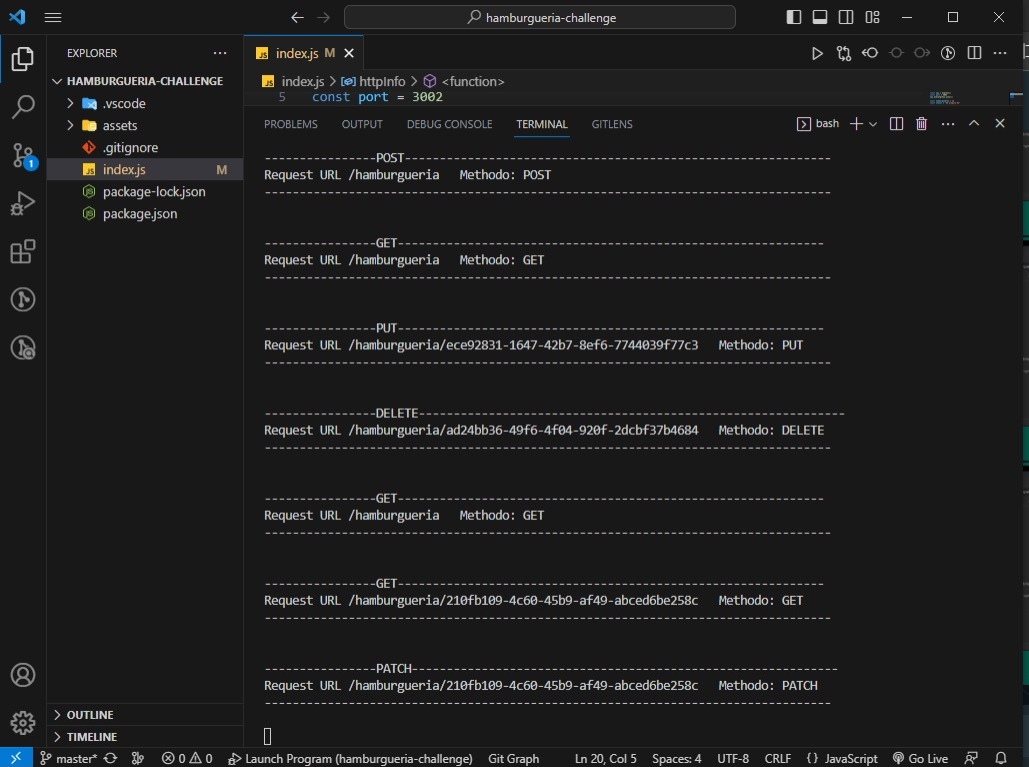 hamburgueria-challenge
EXPLORER
HAMBURGUERIA-CHALLENGE
.vscode
assets
.gitignore
JS index.js M
package-lock.json
package.json
OUTLINE
TIMELINE
JS index.js M
JS index.js > httpInfo > <function>
5 const port = 3002
PROBLEMS OUTPUT DEBUG CONSOLE TERMINAL GITLENS
bash
----------------POST-------------------------------------------------------------
Request URL /hamburgueria   Methodo: POST
---------------------------------------------------------------------------------
----------------GET-------------------------------------------------------------
Request URL /hamburgueria   Methodo: GET
---------------------------------------------------------------------------------
----------------PUT-------------------------------------------------------------
Request URL /hamburgueria/ece92831-1647-42b7-8ef6-7744039f77c3   Methodo: PUT
---------------------------------------------------------------------------------
----------------DELETE-------------------------------------------------------------
Request URL /hamburgueria/ad24bb36-49f6-4f04-920f-2dcbf37b4684   Methodo: DELETE
---------------------------------------------------------------------------------
----------------GET-------------------------------------------------------------
Request URL /hamburgueria   Methodo: GET
---------------------------------------------------------------------------------
----------------GET-------------------------------------------------------------
Request URL /hamburgueria/210fb109-4c60-45b9-af49-abced6be258c   Methodo: GET
---------------------------------------------------------------------------------
----------------PATCH-------------------------------------------------------------
Request URL /hamburgueria/210fb109-4c60-45b9-af49-abced6be258c   Methodo: PATCH
---------------------------------------------------------------------------------
1
master* 0 0 Launch Program (hamburgueria-challenge) Git Graph Ln 20, Col 5 Spaces: 4 UTF-8 CRLF {} JavaScript Go Live